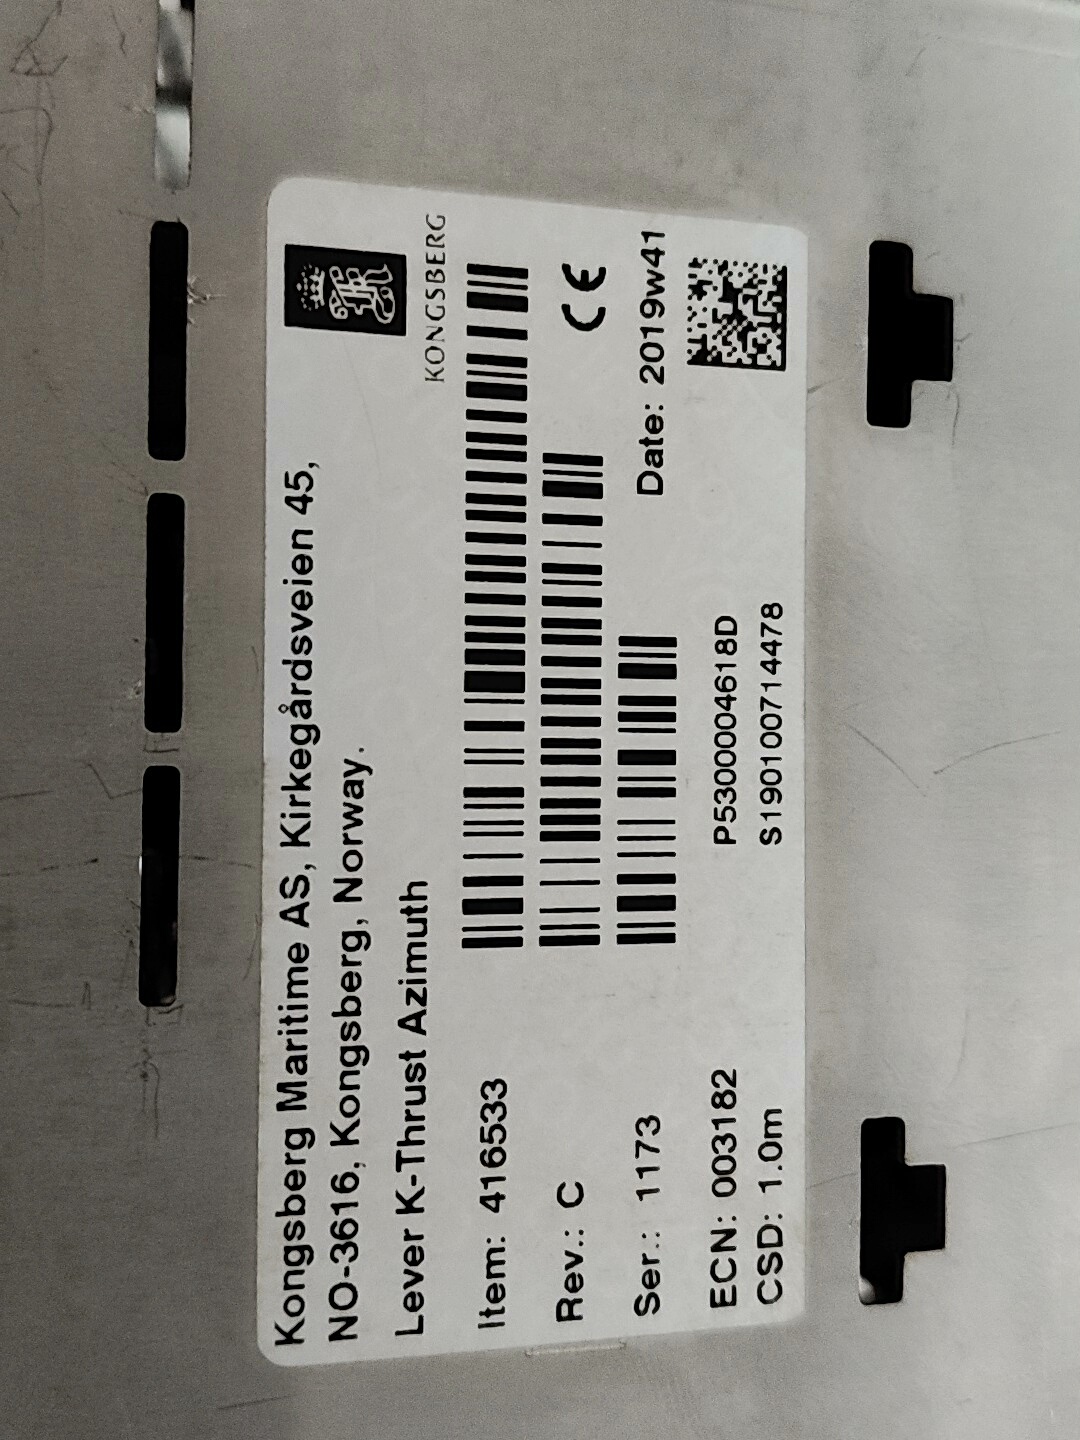 Kongsberg Maritime AS, Kirkegårdsveien 45,
NO-3616, Kongsberg, Norway.
KONGSBERG
Lever K-Thrust Azimuth
Item: 416533
Rev.: C
CE
Ser.: 1173
Date: 2019w41
ECN: 003182
P5300004618D
CSD: 1.0m
S190100714478